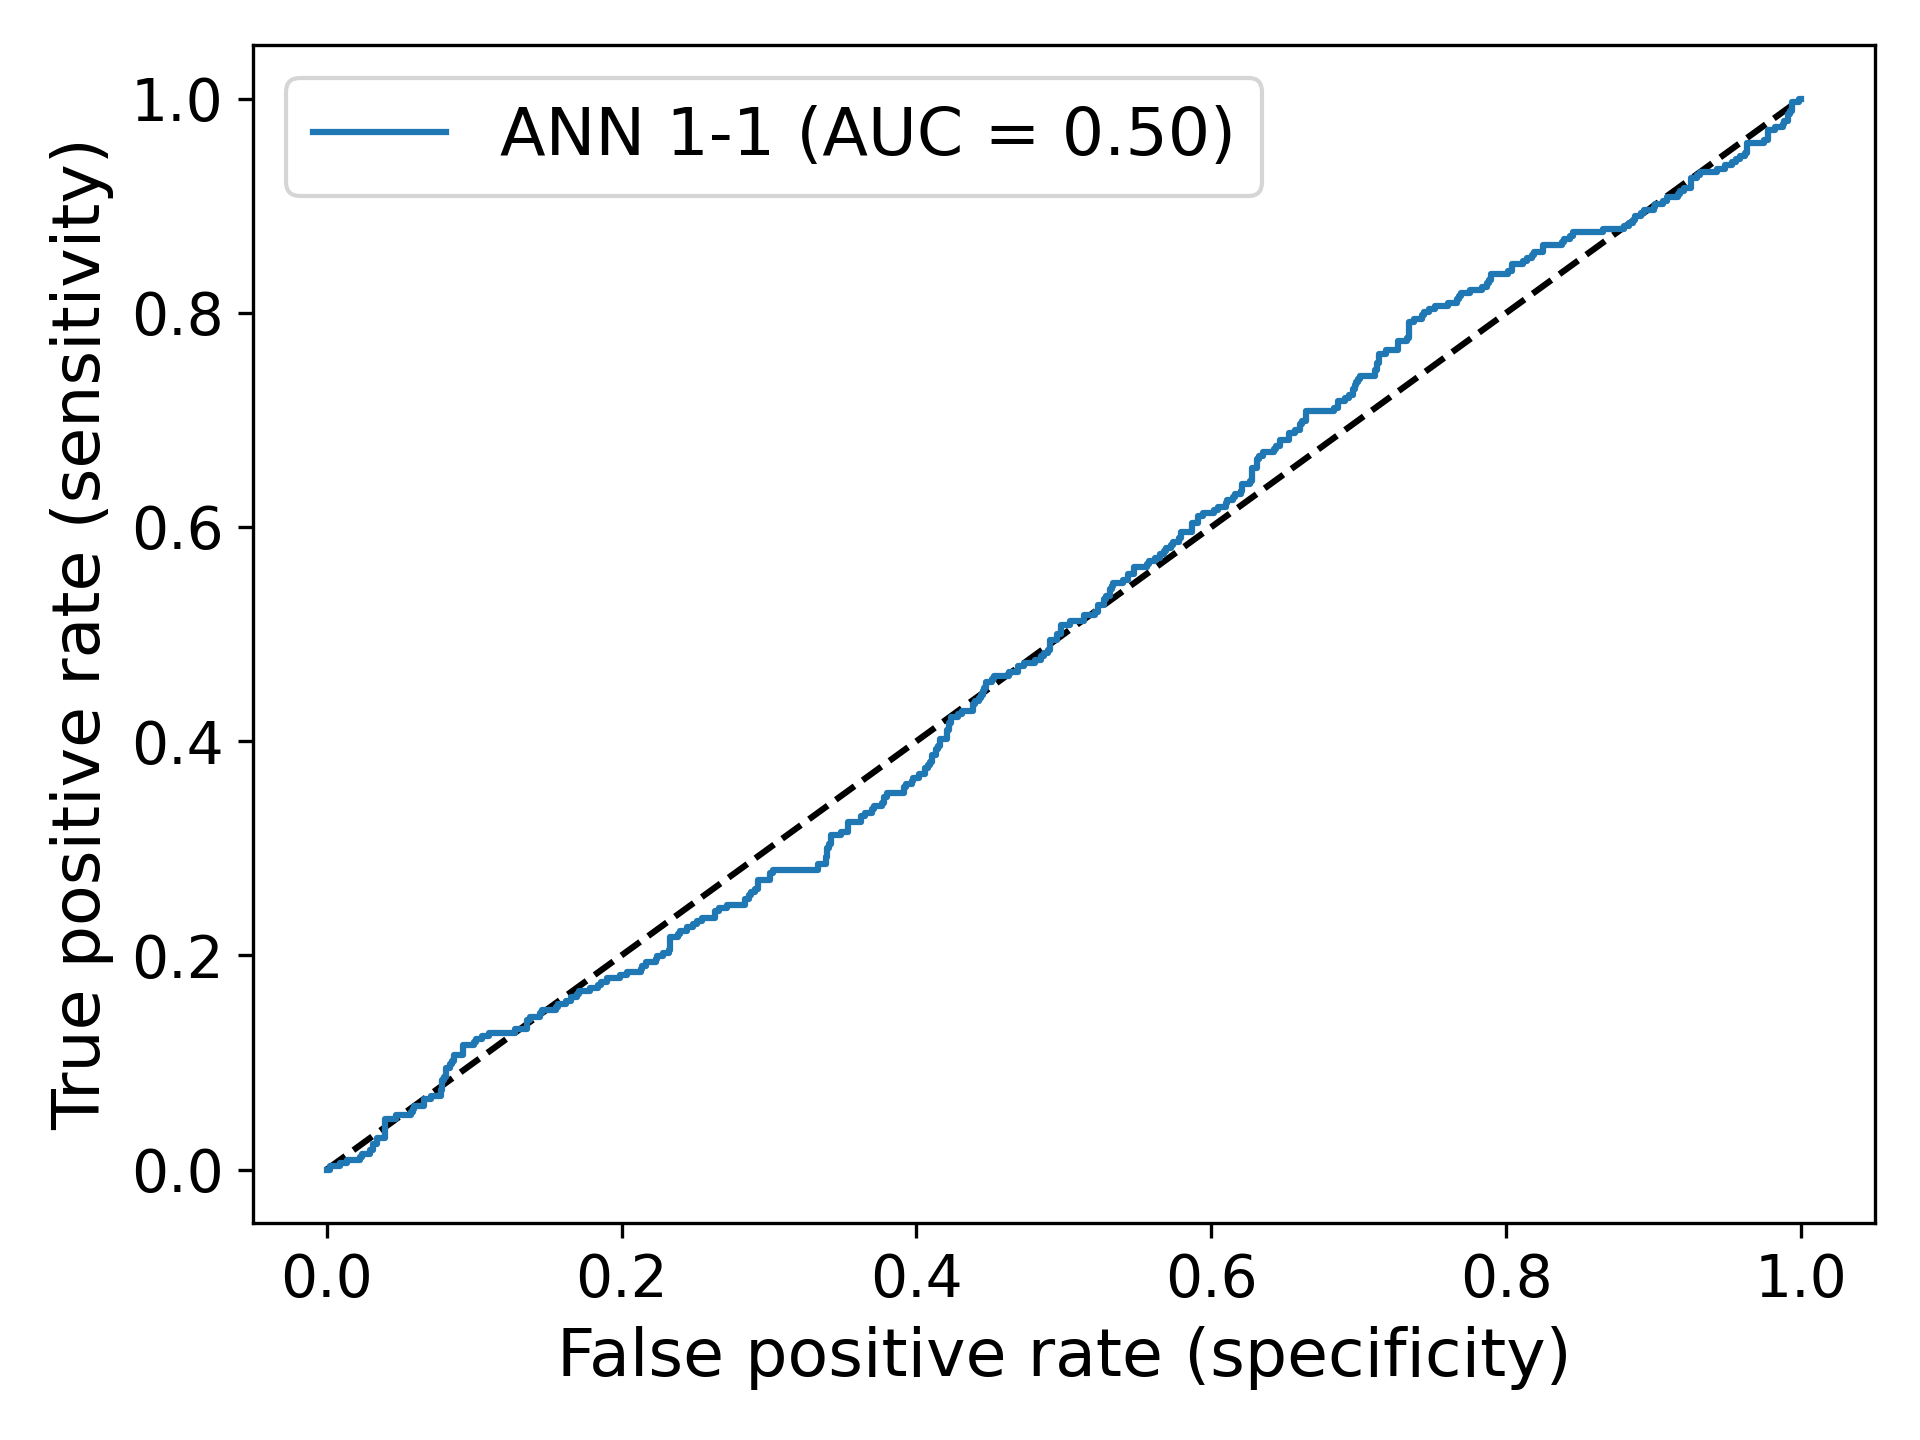 ANN 1-1 (AUC = 0.50)
True positive rate (sensitivity)
1.0
0.8
0.6
0.4
0.2
0.0
0.0 0.2 0.4 0.6 0.8 1.0
False positive rate (specificity)